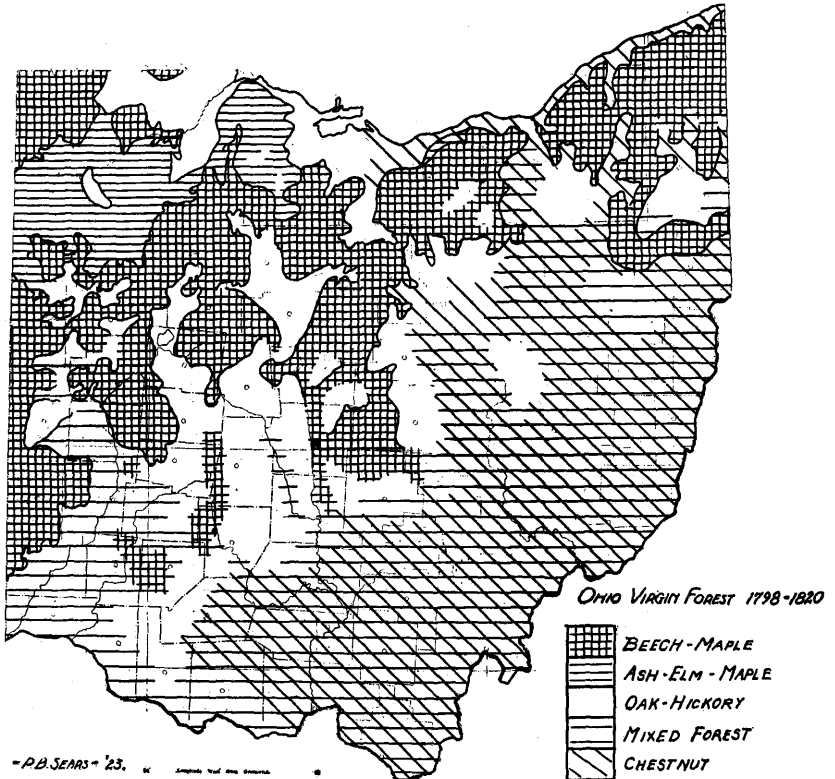 OHIO VIRGIN FOREST 1798-1820
BEECH-MAPLE
ASH-ELM-MAPLE
OAK-HICKORY
MIXED FOREST
CHESTNUT
-P.B. SEARS- '23.